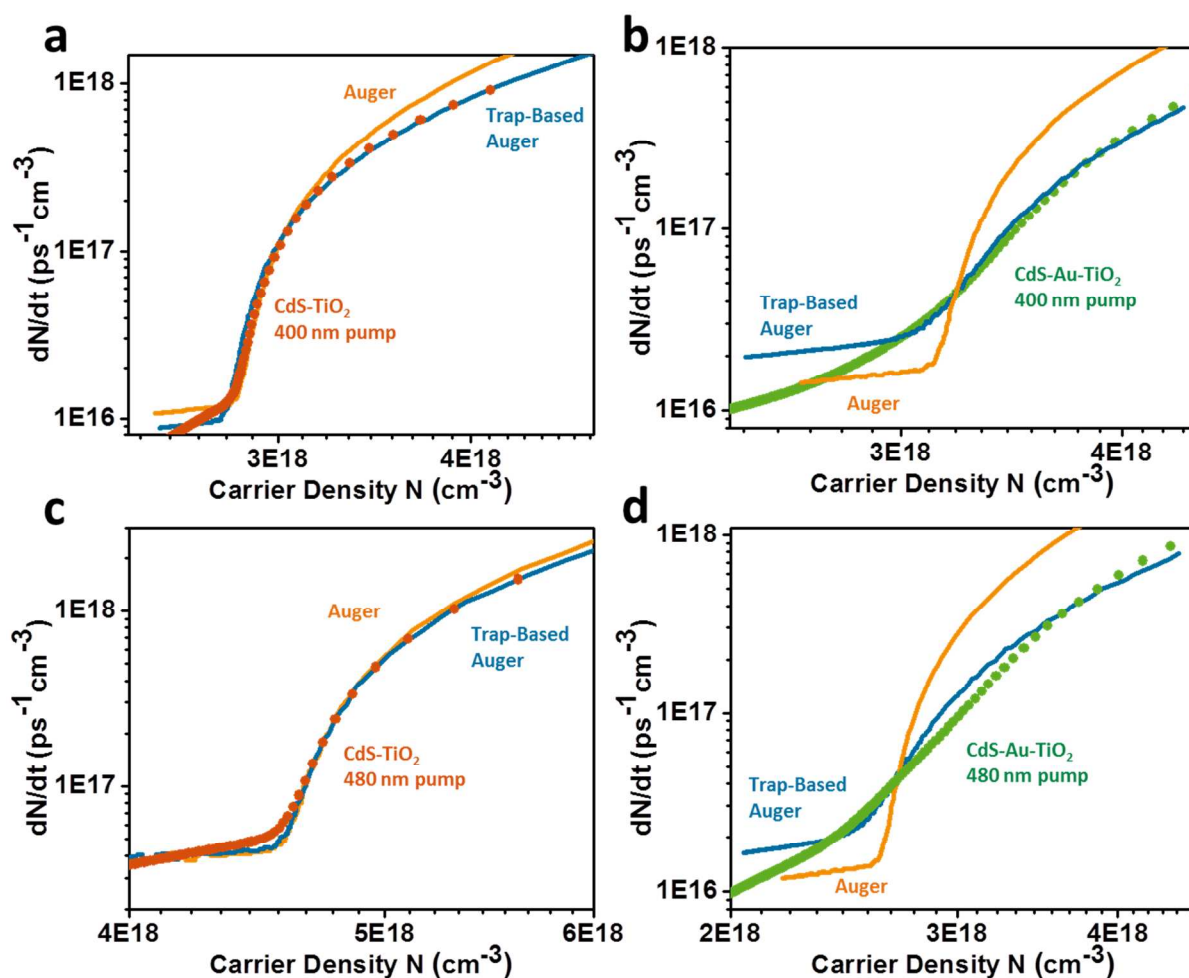 a
dN/dt (ps⁻¹cm⁻³)
1E18
1E17
1E16
Auger
Trap-Based
Auger
CdS-TiO₂
400 nm pump
3E18 4E18
Carrier Density N (cm⁻³)
b
dN/dt (ps⁻¹cm⁻³)
1E18
1E17
1E16
CdS-Au-TiO₂
400 nm pump
Trap-Based
Auger
Auger
3E18 4E18
Carrier Density N (cm⁻³)
c
dN/dt (ps⁻¹cm⁻³)
1E18
1E17
Auger
Trap-Based
Auger
CdS-TiO₂
480 nm pump
4E18 5E18 6E18
Carrier Density N (cm⁻³)
d
dN/dt (ps⁻¹cm⁻³)
1E18
1E17
1E16
CdS-Au-TiO₂
480 nm pump
Trap-Based
Auger
Auger
2E18 3E18 4E18
Carrier Density N (cm⁻³)